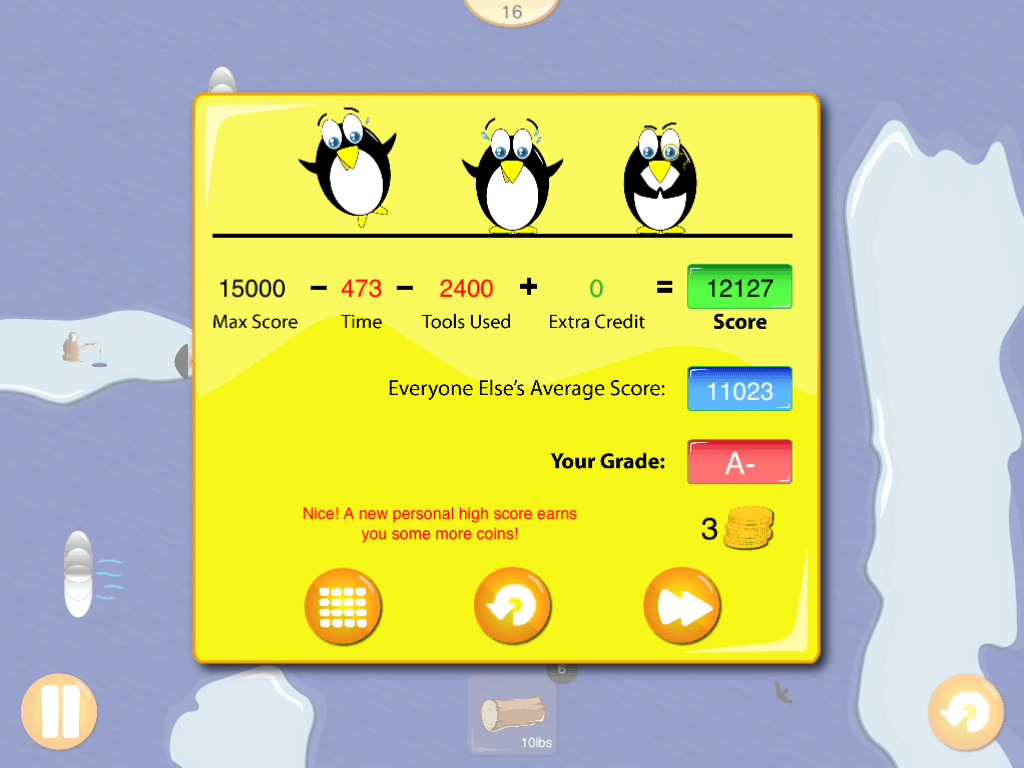 16
15000 – 473 – 2400 + 0 = 12127
Max Score Time Tools Used Extra Credit Score
Everyone Else's Average Score: 11023
Your Grade: A-
Nice! A new personal high score earns
you some more coins!
3
6
10lbs